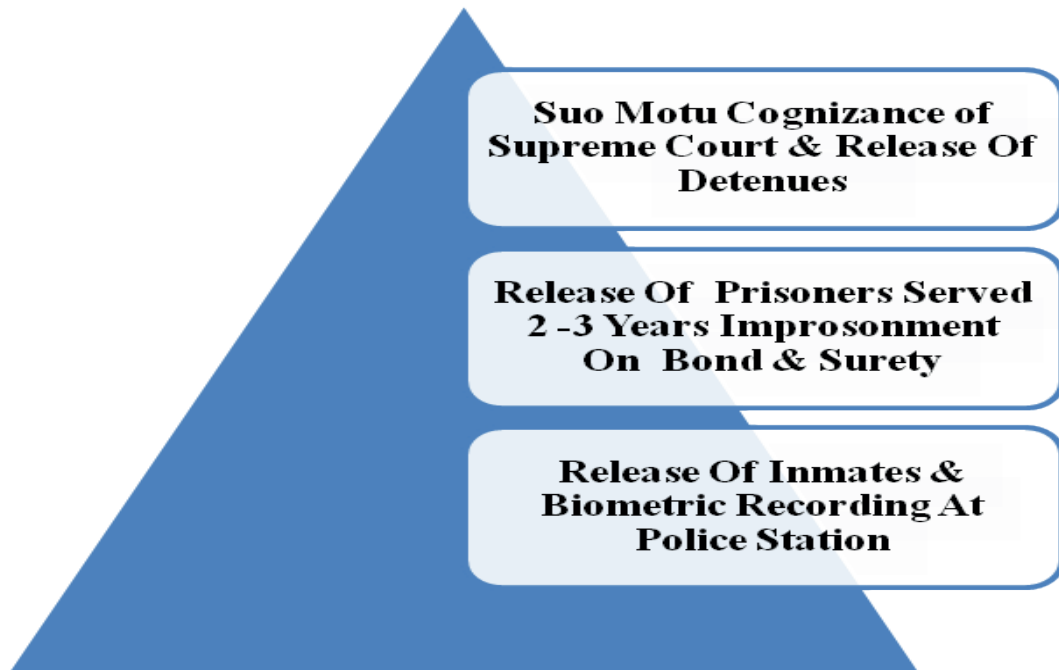 Suo Motu Cognizance of
Supreme Court & Release Of
Detenues
Release Of Prisoners Served
2 -3 Years Improsonment
On Bond & Surety
Release Of Inmates &
Biometric Recording At
Police Station